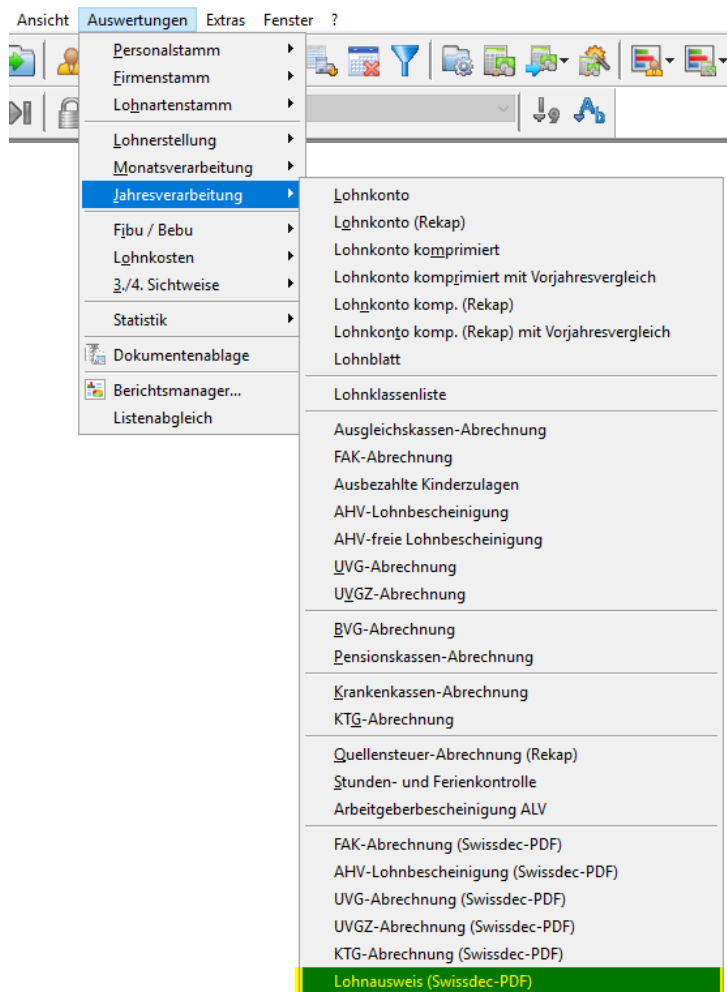 Ansicht Auswertungen Extras Fenster ?
Personalstamm
Firmenstamm
Lohnartenstamm
Lohnerstellung
Monatsverarbeitung
Jahresverarbeitung
Fibu / Bebu
Lohnkosten
3./4. Sichtweise
Statistik
Dokumentenablage
Berichtsmanager...
Listenabgleich
Lohnkonto
Lohnkonto (Rekap)
Lohnkonto komprimiert
Lohnkonto komprimiert mit Vorjahresvergleich
Lohnkonto komp. (Rekap)
Lohnkonto komp. (Rekap) mit Vorjahresvergleich
Lohnblatt
Lohnklassenliste
Ausgleichskassen-Abrechnung
FAK-Abrechnung
Ausbezahlte Kinderzulagen
AHV-Lohnbescheinigung
AHV-freie Lohnbescheinigung
UVG-Abrechnung
UVGZ-Abrechnung
BVG-Abrechnung
Pensionskassen-Abrechnung
Krankenkassen-Abrechnung
KTG-Abrechnung
Quellensteuer-Abrechnung (Rekap)
Stunden- und Ferienkontrolle
Arbeitgeberbescheinigung ALV
FAK-Abrechnung (Swissdec-PDF)
AHV-Lohnbescheinigung (Swissdec-PDF)
UVG-Abrechnung (Swissdec-PDF)
UVGZ-Abrechnung (Swissdec-PDF)
KTG-Abrechnung (Swissdec-PDF)
Lohnausweis (Swissdec-PDF)